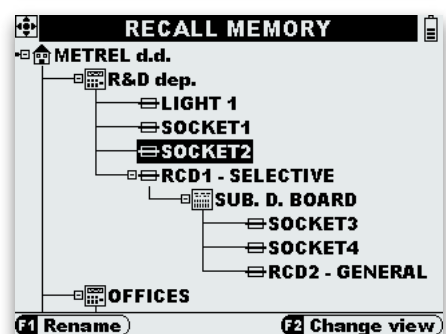 RECALL MEMORY
METREL d.d.
R&D dep.
LIGHT 1
SOCKET1
SOCKET2
RCD1 - SELECTIVE
SUB. D. BOARD
SOCKET3
SOCKET4
RCD2 - GENERAL
OFFICES
F1 Rename
F2 Change view